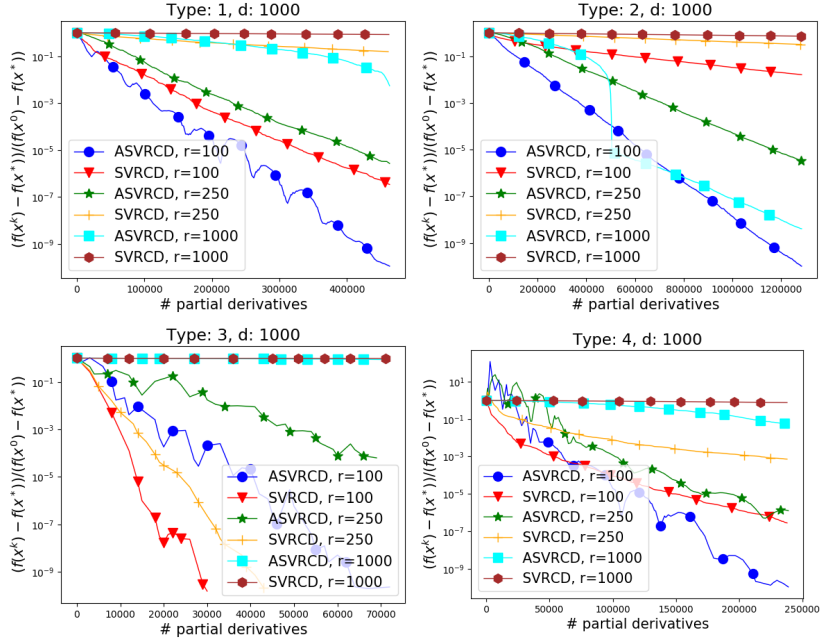 Type: 1, d: 1000
(f(x^k) − f(x*))/(f(x^0) − f(x*))
10^-1
10^-3
10^-5
10^-7
10^-9
ASVRCD, r=100
SVRCD, r=100
ASVRCD, r=250
SVRCD, r=250
ASVRCD, r=1000
SVRCD, r=1000
0 100000 200000 300000 400000
# partial derivatives
Type: 2, d: 1000
(f(x^k) − f(x*))/(f(x^0) − f(x*))
10^-1
10^-3
10^-5
10^-7
10^-9
ASVRCD, r=100
SVRCD, r=100
ASVRCD, r=250
SVRCD, r=250
ASVRCD, r=1000
SVRCD, r=1000
0 200000 400000 600000 800000 1000000 1200000
# partial derivatives
Type: 3, d: 1000
(f(x^k) − f(x*))/(f(x^0) − f(x*))
10^-1
10^-3
10^-5
10^-7
10^-9
ASVRCD, r=100
SVRCD, r=100
ASVRCD, r=250
SVRCD, r=250
ASVRCD, r=1000
SVRCD, r=1000
0 10000 20000 30000 40000 50000 60000 70000
# partial derivatives
Type: 4, d: 1000
(f(x^k) − f(x*))/(f(x^0) − f(x*))
10^1
10^-1
10^-3
10^-5
10^-7
10^-9
ASVRCD, r=100
SVRCD, r=100
ASVRCD, r=250
SVRCD, r=250
ASVRCD, r=1000
SVRCD, r=1000
0 50000 100000 150000 200000 250000
# partial derivatives